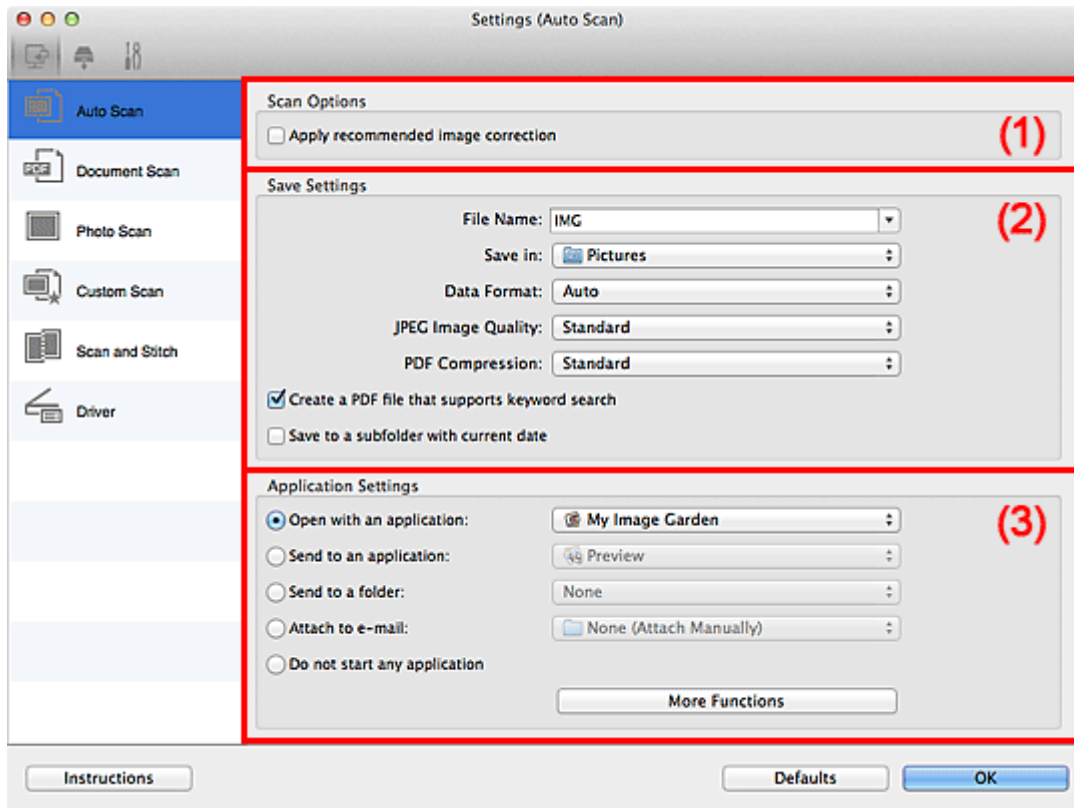 Settings (Auto Scan)
Auto Scan
Document Scan
Photo Scan
Custom Scan
Scan and Stitch
Driver
Scan Options
Apply recommended image correction
(1)
Save Settings
(2)
File Name: IMG
Save in: Pictures
Data Format: Auto
JPEG Image Quality: Standard
PDF Compression: Standard
Create a PDF file that supports keyword search
Save to a subfolder with current date
Application Settings
(3)
Open with an application: My Image Garden
Send to an application: Preview
Send to a folder: None
Attach to e-mail: None (Attach Manually)
Do not start any application
More Functions
Instructions
Defaults
OK